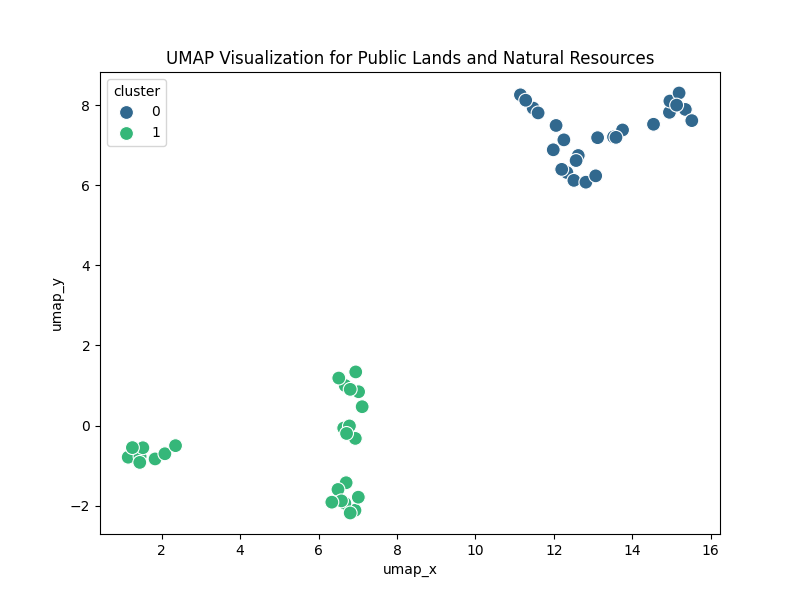 UMAP Visualization for Public Lands and Natural Resources
cluster
0
1
8
6
4
2
0
−2
umap_y
2 4 6 8 10 12 14 16
umap_x